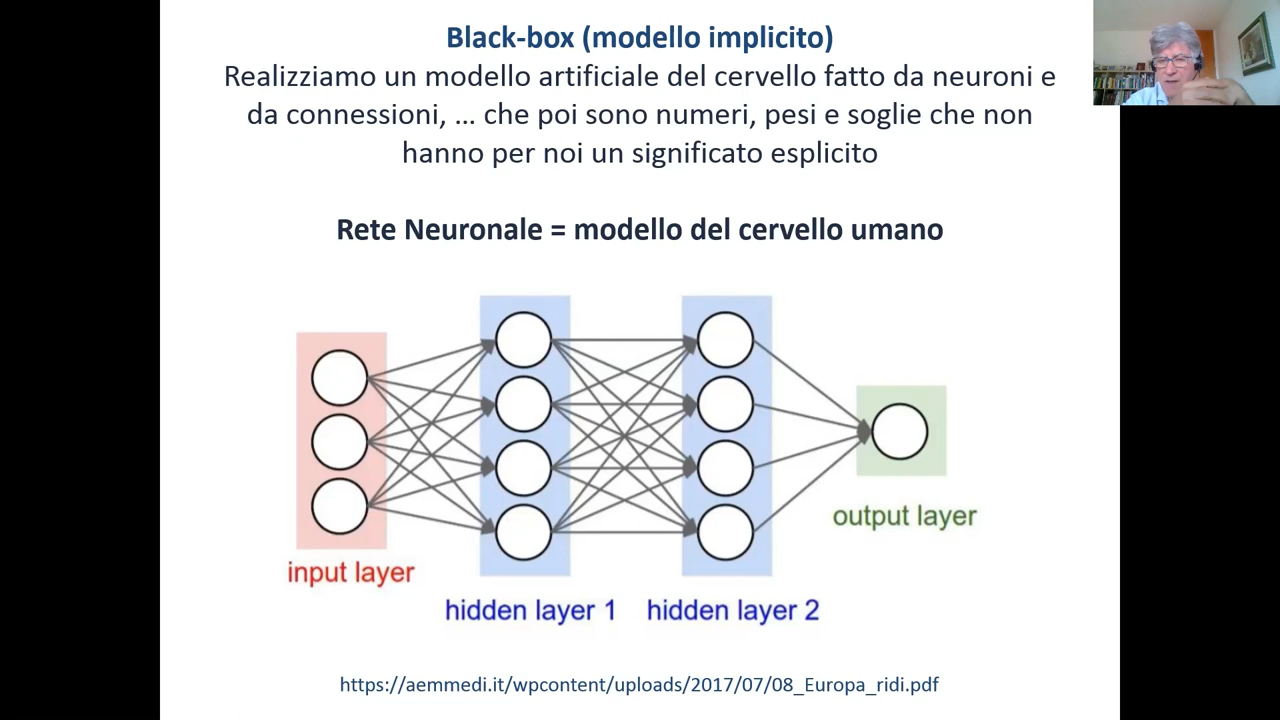 Black-box (modello implicito)
Realizziamo un modello artificiale del cervello fatto da neuroni e
da connessioni, … che poi sono numeri, pesi e soglie che non
hanno per noi un significato esplicito
Rete Neuronale = modello del cervello umano
input layer
hidden layer 1
hidden layer 2
output layer
https://aemmedi.it/wpcontent/uploads/2017/07/08_Europa_ridi.pdf